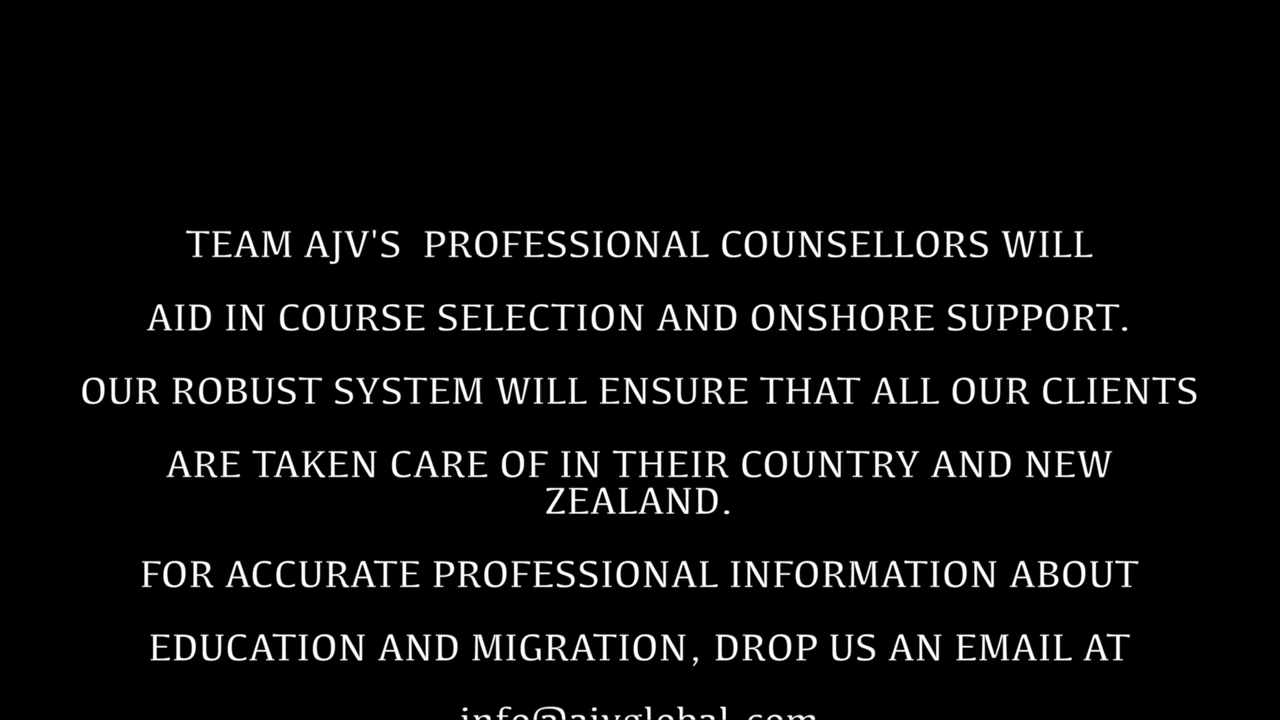 TEAM AJV'S  PROFESSIONAL COUNSELLORS WILL
AID IN COURSE SELECTION AND ONSHORE SUPPORT.
OUR ROBUST SYSTEM WILL ENSURE THAT ALL OUR CLIENTS
ARE TAKEN CARE OF IN THEIR COUNTRY AND NEW
ZEALAND.
FOR ACCURATE PROFESSIONAL INFORMATION ABOUT
EDUCATION AND MIGRATION, DROP US AN EMAIL AT
info@ajvglobal.com